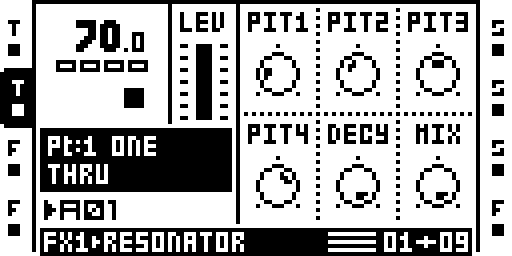 T
70.0
LEV
PIT1 PIT2 PIT3
S
T
S
PIT4 DECY MIX
F
Pt:1 ONE
THRU
S
A01
F
S
FX1▸RESONATOR 01→09